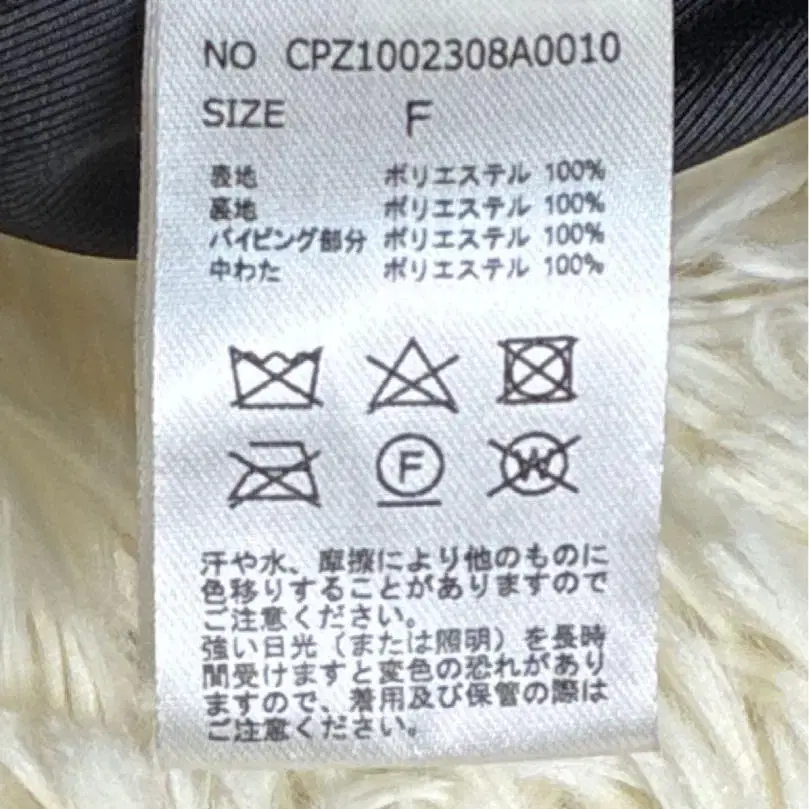 NO CPZ1002308A0010
SIZE F
表地 ポリエステル 100%
裏地 ポリエステル 100%
パイピング部分 ポリエステル 100%
中わた ポリエステル 100%
F W
汗や水、摩擦により他のものに
色移りすることがありますので
ご注意ください。
強い日光（または照明）を長時
間受けますと変色の恐れがあり
ますので、着用及び保管の際は
ご注意ください。